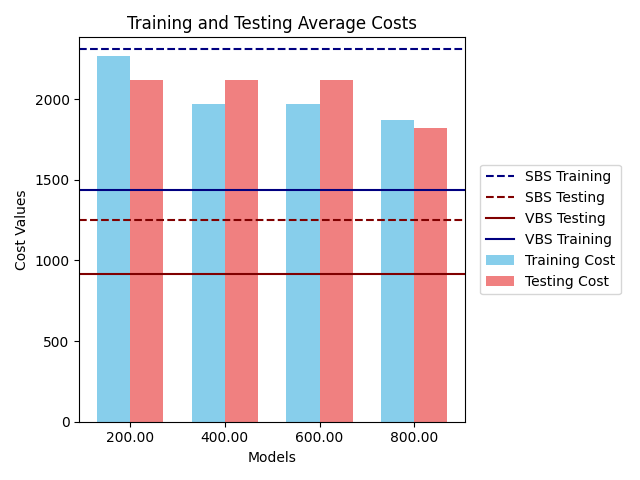 Training and Testing Average Costs
Cost Values
2000
1500
1000
500
0
200.00 400.00 600.00 800.00
Models
SBS Training
SBS Testing
VBS Testing
VBS Training
Training Cost
Testing Cost